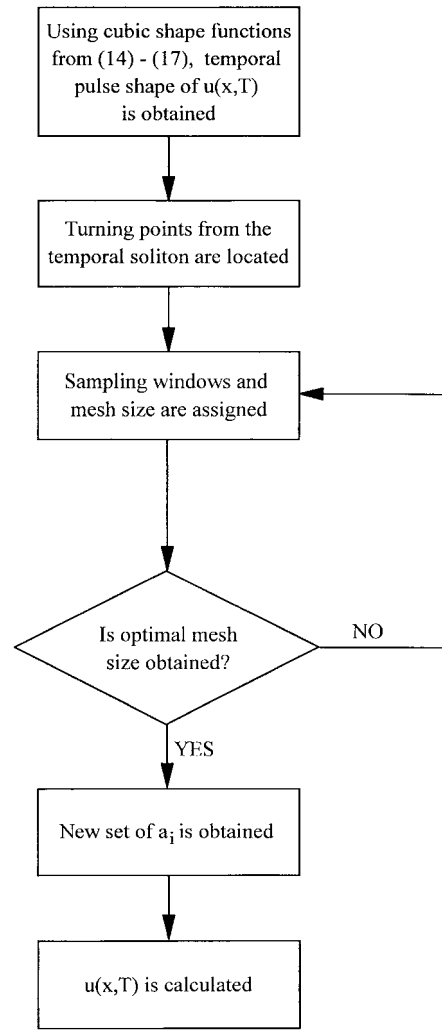 Using cubic shape functions
from (14) - (17), temporal
pulse shape of u(x,T)
is obtained
Turning points from the
temporal soliton are located
Sampling windows and
mesh size are assigned
Is optimal mesh
size obtained?
NO
YES
New set of aᵢ is obtained
u(x,T) is calculated